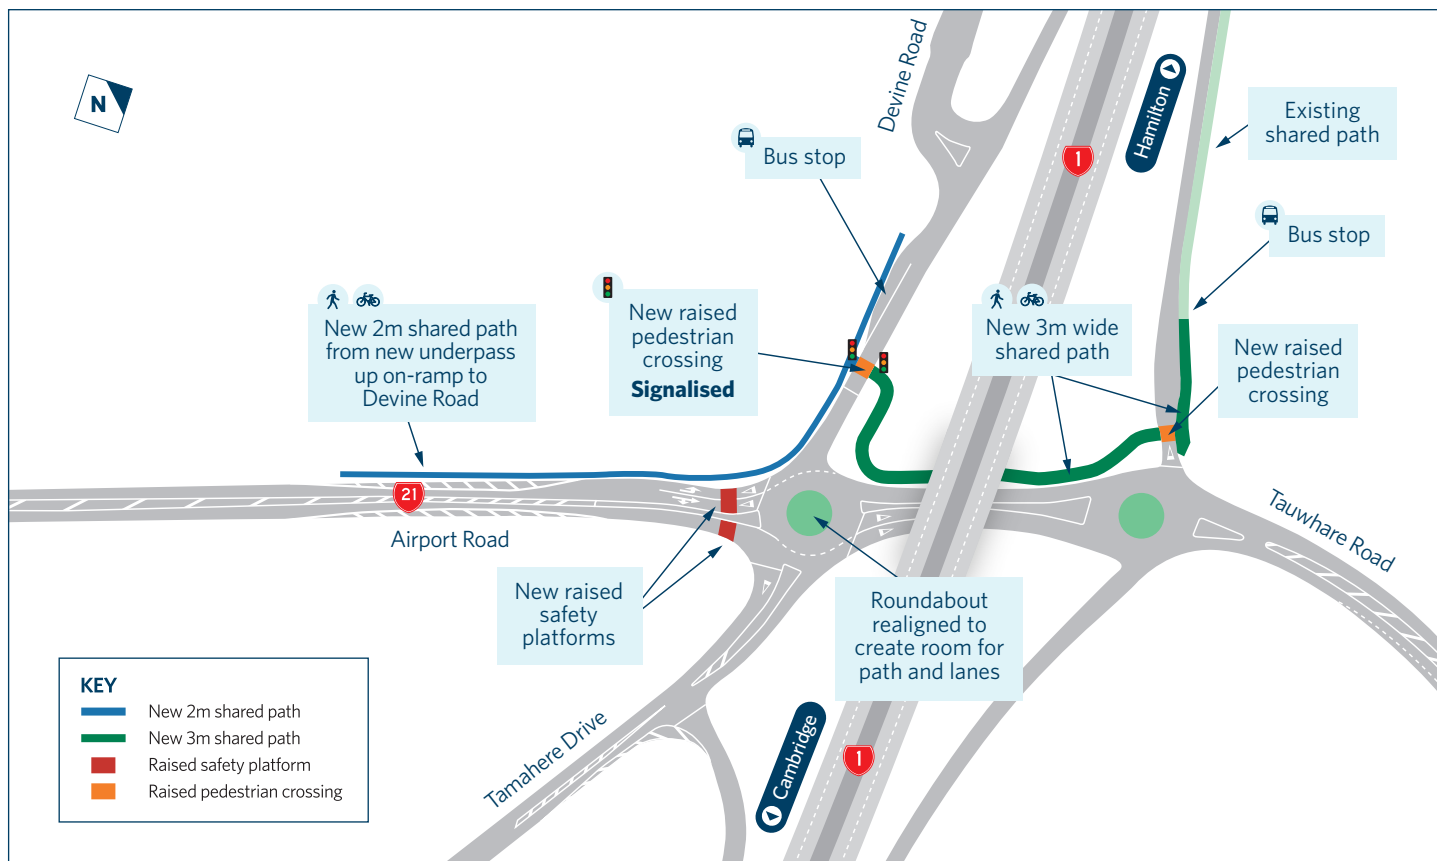 N
Devine Road
Hamilton
1
Existing
shared path
Bus stop
Bus stop
New 2m shared path
from new underpass
up on-ramp to
Devine Road
New raised
pedestrian
crossing
Signalised
New 3m wide
shared path
New raised
pedestrian
crossing
21
Airport Road
Tauwhare Road
New raised
safety
platforms
Roundabout
realigned to
create room for
path and lanes
Tamahere Drive
Cambridge
1
KEY
New 2m shared path
New 3m shared path
Raised safety platform
Raised pedestrian crossing